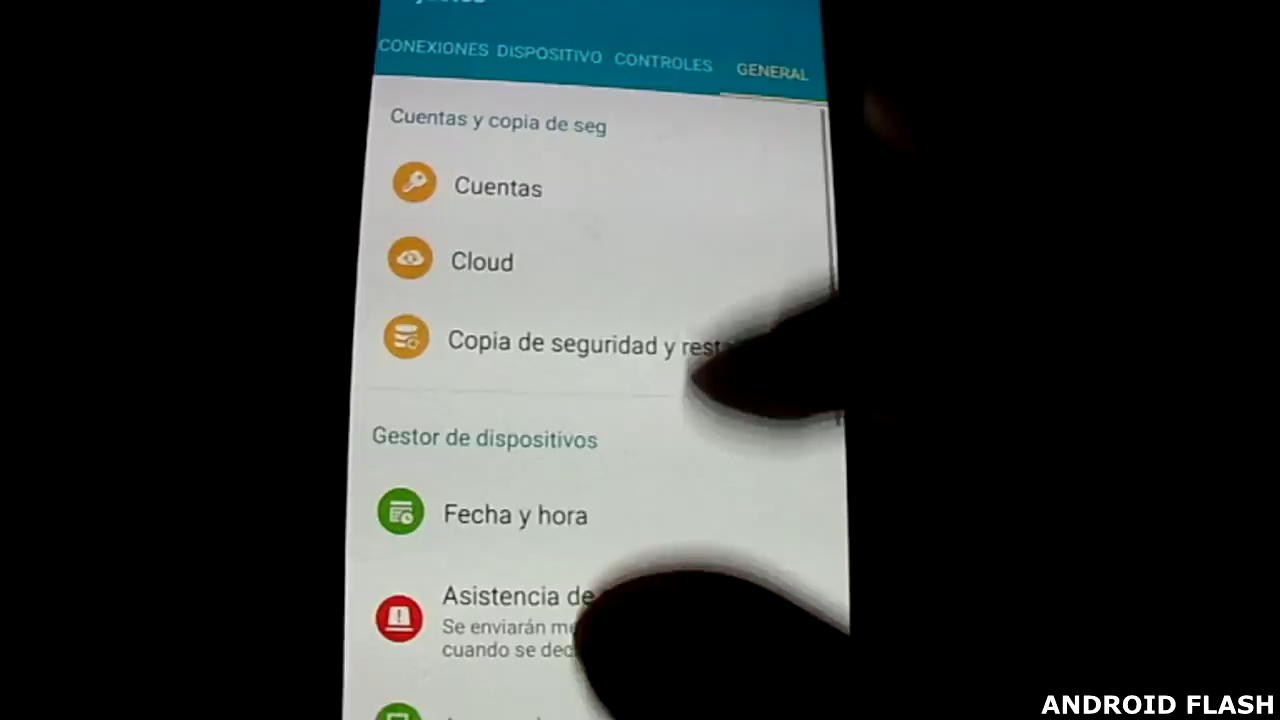 CONEXIONES DISPOSITIVO CONTROLES GENERAL
Cuentas y copia de seg
Cuentas
Cloud
Copia de seguridad y rest
Gestor de dispositivos
Fecha y hora
Asistencia de
Se enviarán me
cuando se dec
ANDROID FLASH